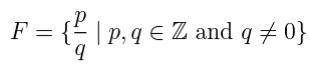 F = {p/q | p, q ∈ ℤ and q ≠ 0}